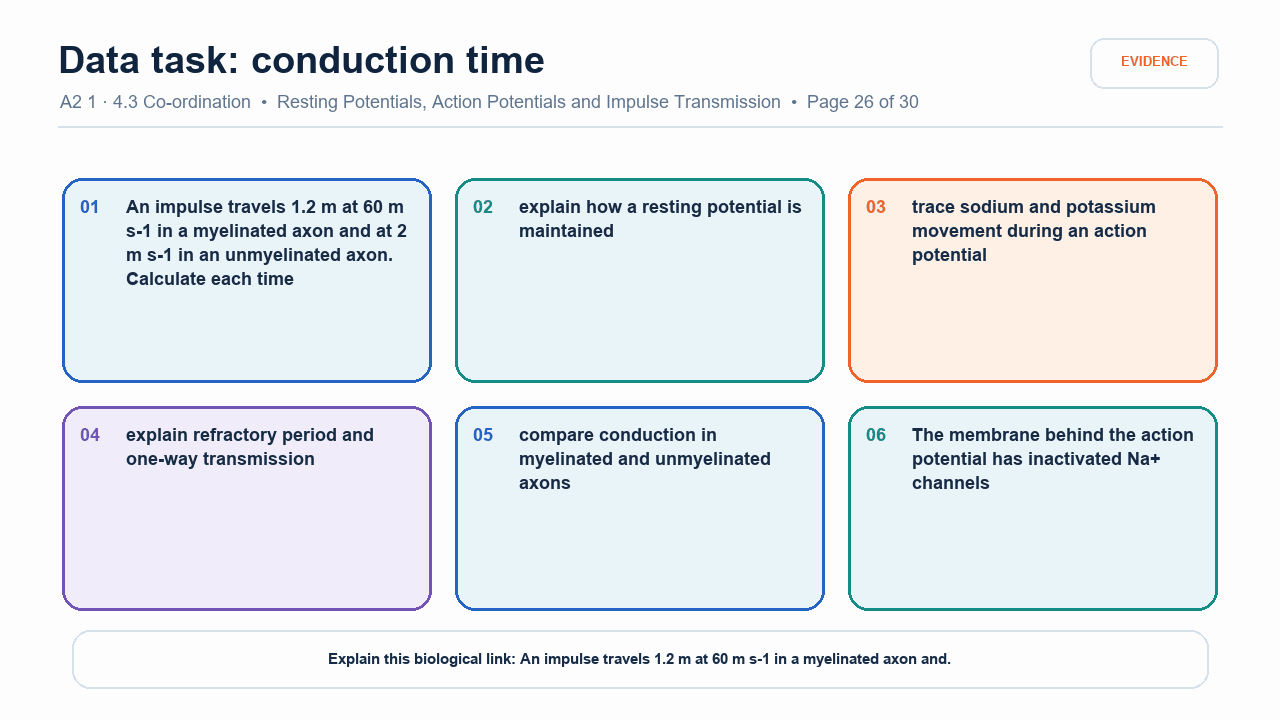 Data task: conduction time
EVIDENCE
A2 1 · 4.3 Co-ordination • Resting Potentials, Action Potentials and Impulse Transmission • Page 26 of 30
01
An impulse travels 1.2 m at 60 m
s-1 in a myelinated axon and at 2
m s-1 in an unmyelinated axon.
Calculate each time
02
explain how a resting potential is
maintained
03
trace sodium and potassium
movement during an action
potential
04
explain refractory period and
one-way transmission
05
compare conduction in
myelinated and unmyelinated
axons
06
The membrane behind the action
potential has inactivated Na+
channels
Explain this biological link: An impulse travels 1.2 m at 60 m s-1 in a myelinated axon and.